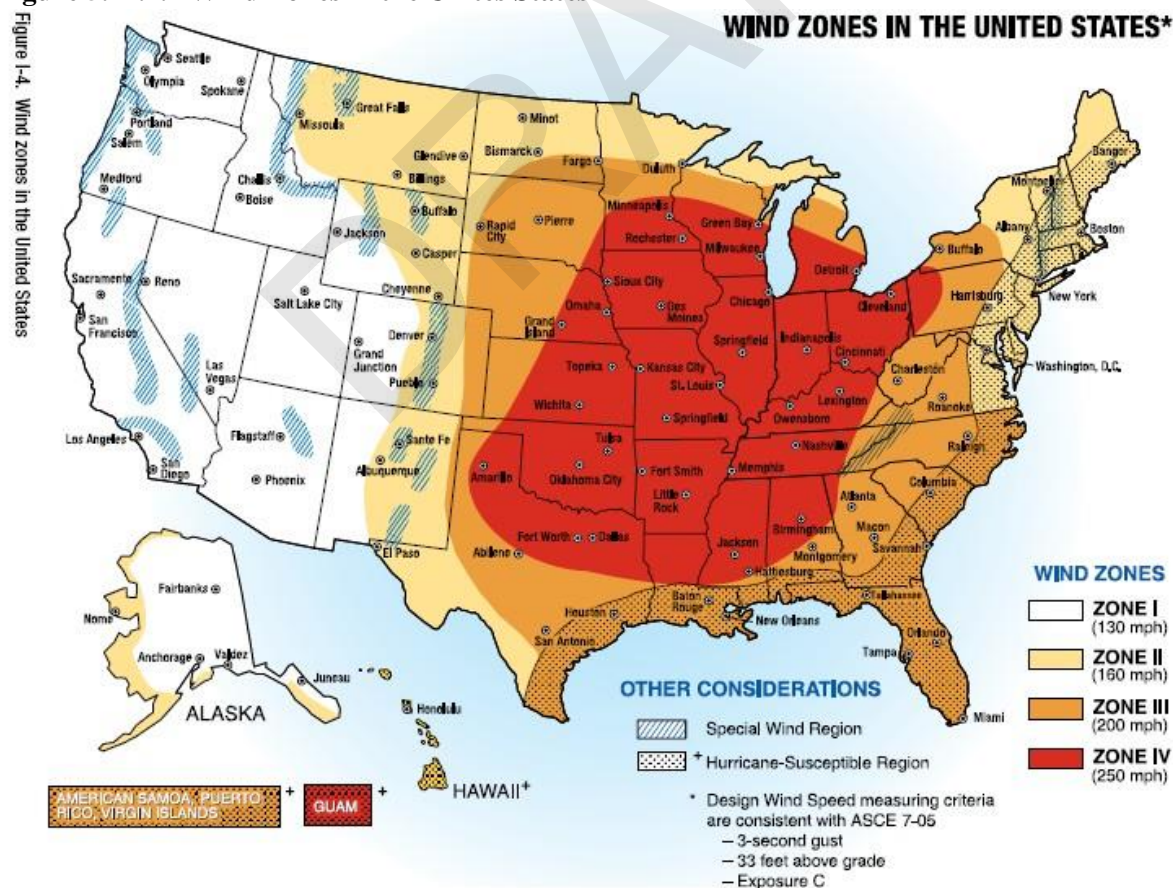 WIND ZONES IN THE UNITED STATES*
Figure I-4. Wind zones in the United States
DRA
Seattle
Olympia
Spokane
Portland
Salem
Medford
Missoula
Great Falls
Glendive
Billings
Challis
Boise
Jackson
Buffalo
Casper
Cheyenne
Minot
Bismarck
Fargo
Duluth
Rapid
City
Pierre
Minneapolis
Rochester
Green Bay
Milwaukee
Chicago
Detroit
Cleveland
Buffalo
Albany
Montpelier
Bangor
Boston
New York
Harrisburg
Washington, D.C.
Sacramento
Reno
San
Francisco
Salt Lake City
Las
Vegas
Grand
Junction
Denver
Pueblo
Los Angeles
San
Diego
Flagstaff
Phoenix
Sante Fe
Albuquerque
El Paso
Sioux City
Omaha
Des
Moines
Grand
Island
Topeka
Kansas City
St. Louis
Springfield
Indianapolis
Cincinnati
Charleston
Lexington
Owensboro
Roanoke
Wichita
Springfield
Nashville
Raleigh
Tulsa
Amarillo
Oklahoma City
Fort Smith
Memphis
Little
Rock
Columbia
Atlanta
Macon
Savannah
Birmingham
Montgomery
Jackson
Hattiesburg
Fort Worth
Dallas
Abilene
Houston
San Antonio
Baton
Rouge
New Orleans
Tallahassee
Orlando
Tampa
Miami
Fairbanks
Nome
Anchorage
Valdez
Juneau
ALASKA
Honolulu
HAWAII+
AMERICAN SAMOA, PUERTO
RICO, VIRGIN ISLANDS
+
GUAM
+
OTHER CONSIDERATIONS
Special Wind Region
+ Hurricane-Susceptible Region
* Design Wind Speed measuring criteria
are consistent with ASCE 7-05
– 3-second gust
– 33 feet above grade
– Exposure C
WIND ZONES
ZONE I
(130 mph)
ZONE II
(160 mph)
ZONE III
(200 mph)
ZONE IV
(250 mph)